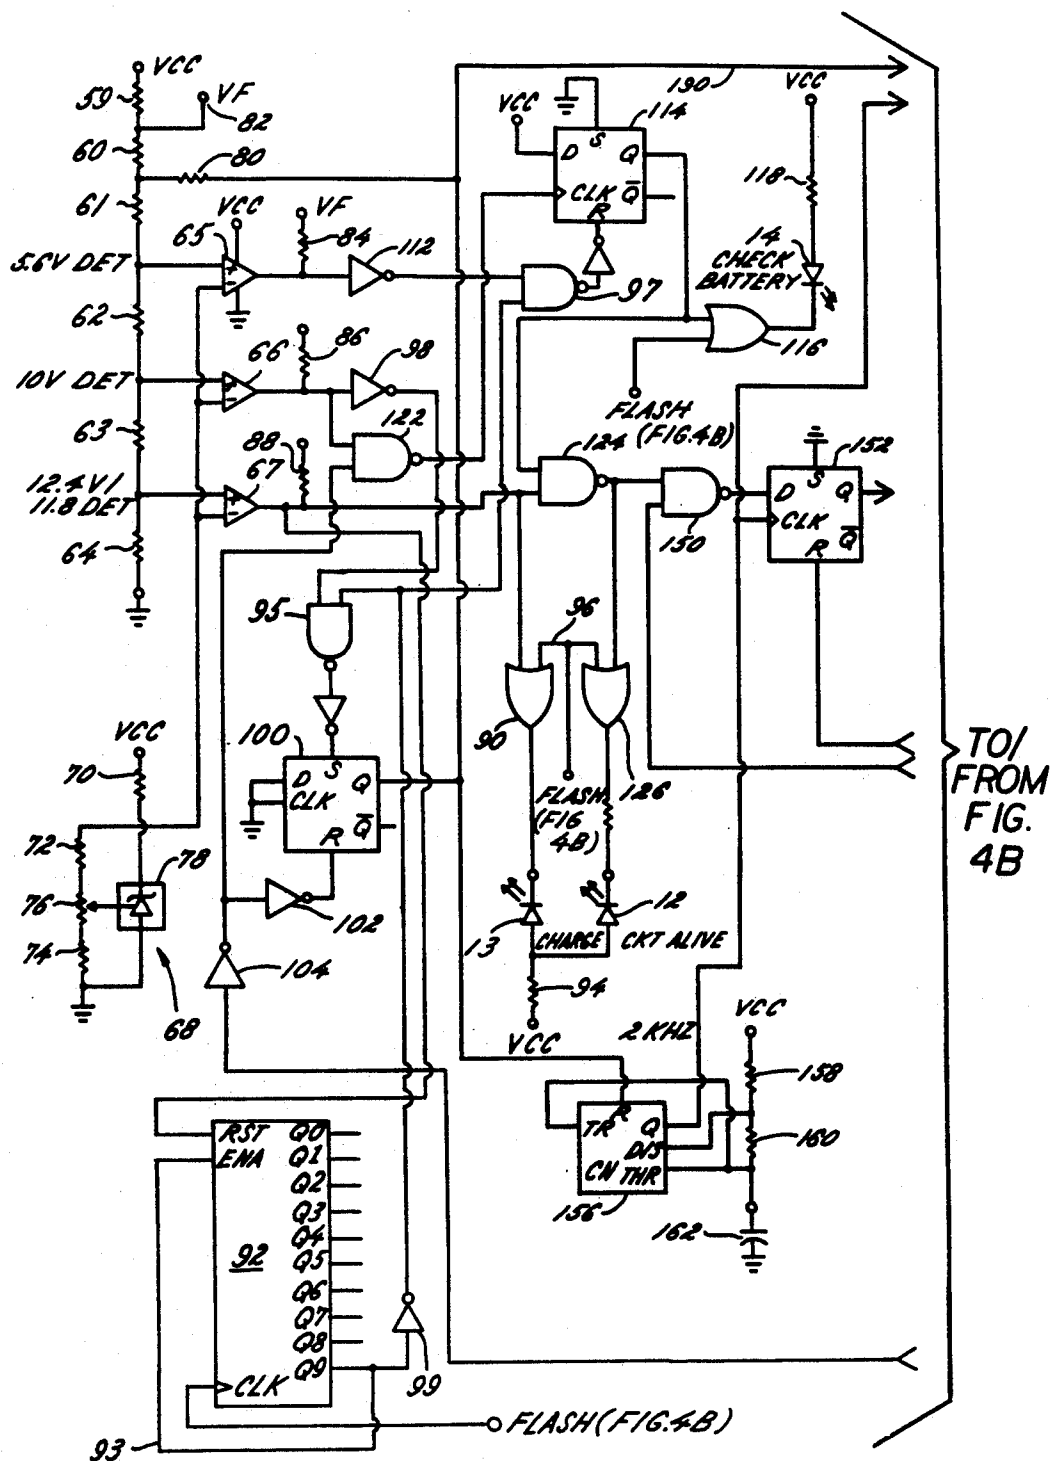 VCC
59
VF
82
60
80
61
VCC
65
VF
84
112
5.6V DET
62
66
86
98
10V DET
63
88
67
122
12.4V/
11.8 DET
64
190
VCC
114
VCC
D
S
Q
CLK
Q
R
97
118
14
CHECK
BATTERY
116
FLASH
(FIG.4B)
124
150
152
D
S
Q
CLK
Q
R
95
96
90
126
FLASH
(FIG
4B)
100
D
S
Q
CLK
R
Q
102
104
VCC
70
72
78
76
74
68
13
CHARGE
12
CKT ALIVE
94
VCC
2 KHZ
VCC
158
160
162
TR
R
Q
DIS
CN
THR
156
RST
ENA
Q0
Q1
Q2
Q3
Q4
Q5
Q6
Q7
Q8
Q9
92
CLK
99
93
FLASH (FIG.4B)
TO/
FROM
FIG.
4B